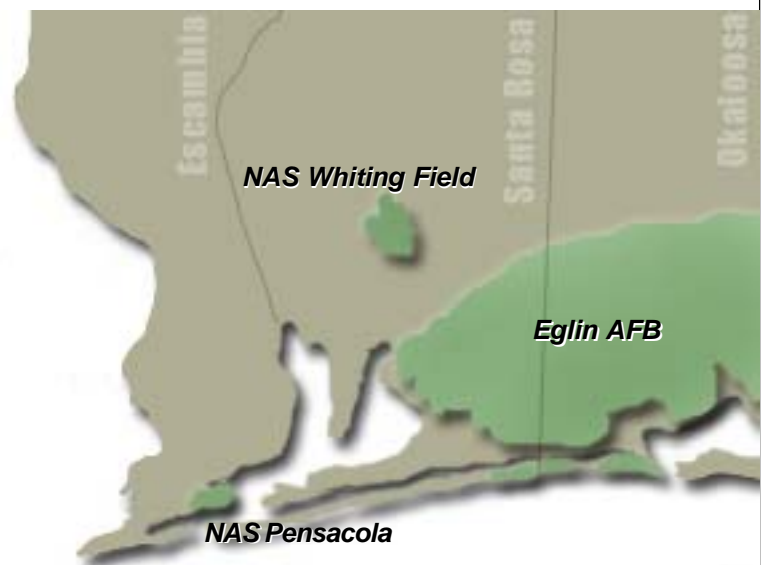 Escambia
Santa Rosa
Okaloosa
NAS Whiting Field
Eglin AFB
NAS Pensacola